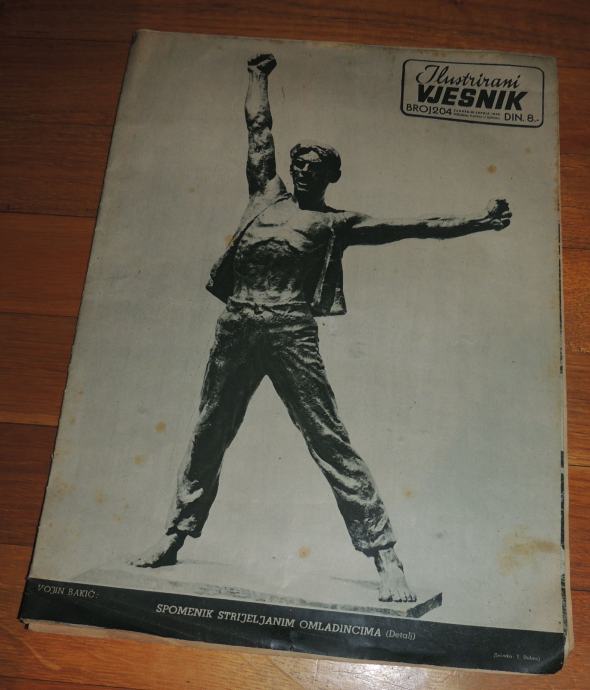 Ilustrirani
VJESNIK
BROJ 204
DIN. 8.-
VOJIN BAKIĆ:
SPOMENIK STRIJELJANIM OMLADINCIMA (Detalj)